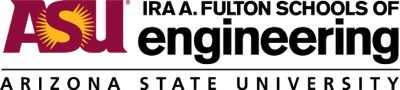 ASU®
IRA A. FULTON SCHOOLS OF
engineering
ARIZONA STATE UNIVERSITY